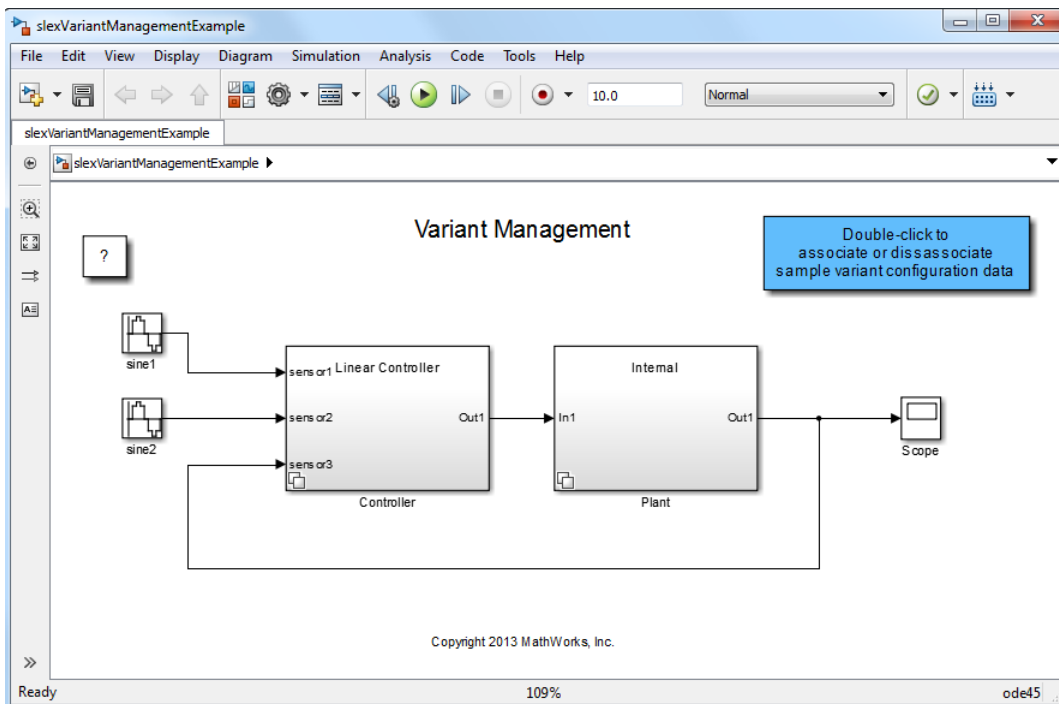 slexVariantManagementExample
File Edit View Display Diagram Simulation Analysis Code Tools Help
10.0 Normal
slexVariantManagementExample
slexVariantManagementExample
Variant Management
Double-click to
associate or dissassociate
sample variant configuration data
?
sine1
sine2
sensor1 Linear Controller
sensor2 Out1
sensor3
Controller
Internal
In1 Out1
Plant
Scope
Copyright 2013 MathWorks, Inc.
Ready 109% ode45